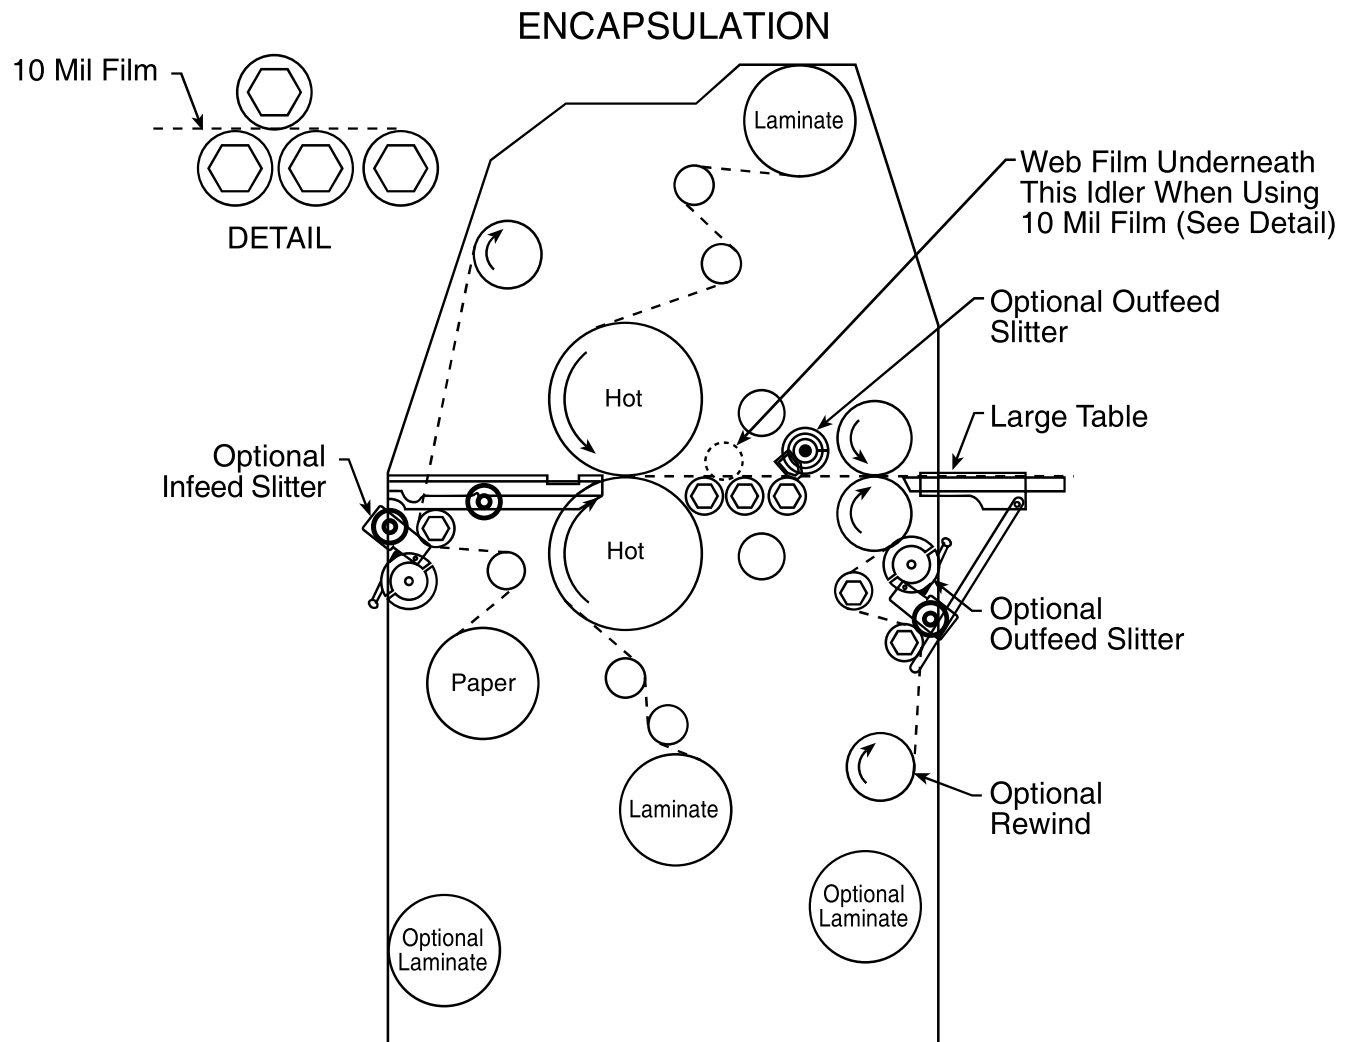 ENCAPSULATION
10 Mil Film
DETAIL
Laminate
Web Film Underneath
This Idler When Using
10 Mil Film (See Detail)
Optional Outfeed
Slitter
Hot
Large Table
Optional
Infeed Slitter
Hot
Optional
Outfeed Slitter
Paper
Laminate
Optional
Rewind
Optional
Laminate
Optional
Laminate